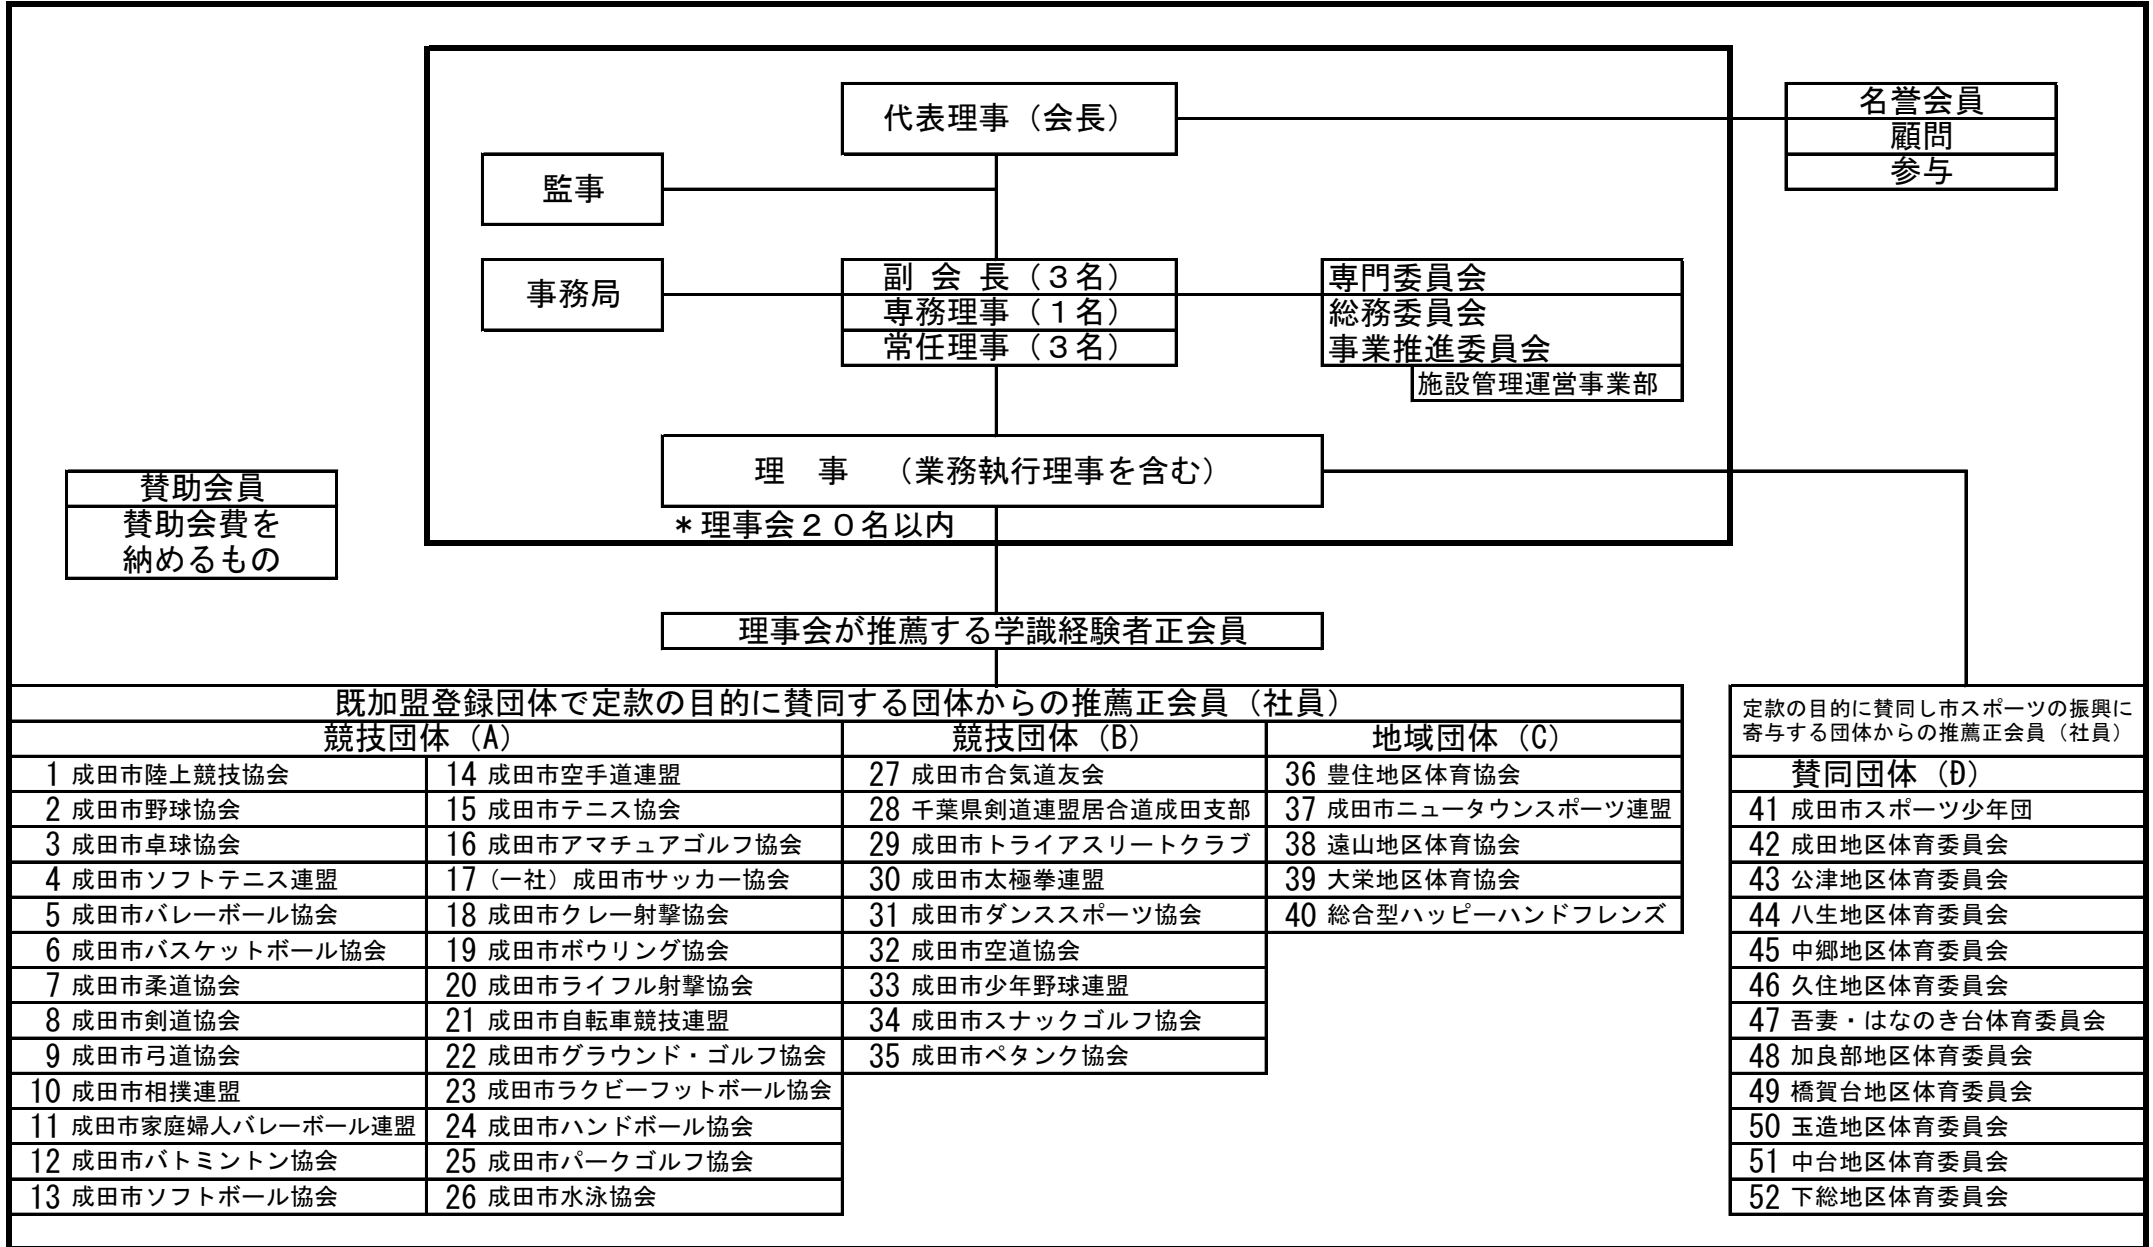 代表理事（会長）
名誉会員
顧問
参与
監事
事務局
副 会 長（３名）
専務理事（１名）
常任理事（３名）
専門委員会
総務委員会
事業推進委員会
施設管理運営事業部
理　事　（業務執行理事を含む）
＊理事会２０名以内
賛助会員
賛助会費を
納めるもの
理事会が推薦する学識経験者正会員
既加盟登録団体で定款の目的に賛同する団体からの推薦正会員（社員）
競技団体（A）
1 成田市陸上競技協会
2 成田市野球協会
3 成田市卓球協会
4 成田市ソフトテニス連盟
5 成田市バレーボール協会
6 成田市バスケットボール協会
7 成田市柔道協会
8 成田市剣道協会
9 成田市弓道協会
10 成田市相撲連盟
11 成田市家庭婦人バレーボール連盟
12 成田市バトミントン協会
13 成田市ソフトボール協会
14 成田市空手道連盟
15 成田市テニス協会
16 成田市アマチュアゴルフ協会
17 （一社）成田市サッカー協会
18 成田市クレー射撃協会
19 成田市ボウリング協会
20 成田市ライフル射撃協会
21 成田市自転車競技連盟
22 成田市グラウンド・ゴルフ協会
23 成田市ラクビーフットボール協会
24 成田市ハンドボール協会
25 成田市パークゴルフ協会
26 成田市水泳協会
競技団体（B）
27 成田市合気道友会
28 千葉県剣道連盟居合道成田支部
29 成田市トライアスリートクラブ
30 成田市太極拳連盟
31 成田市ダンススポーツ協会
32 成田市空道協会
33 成田市少年野球連盟
34 成田市スナックゴルフ協会
35 成田市ペタンク協会
地域団体（C）
36 豊住地区体育協会
37 成田市ニュータウンスポーツ連盟
38 遠山地区体育協会
39 大栄地区体育協会
40 総合型ハッピーハンドフレンズ
定款の目的に賛同し市スポーツの振興に
寄与する団体からの推薦正会員（社員）
賛同団体（D）
41 成田市スポーツ少年団
42 成田地区体育委員会
43 公津地区体育委員会
44 八生地区体育委員会
45 中郷地区体育委員会
46 久住地区体育委員会
47 吾妻・はなのき台体育委員会
48 加良部地区体育委員会
49 橋賀台地区体育委員会
50 玉造地区体育委員会
51 中台地区体育委員会
52 下総地区体育委員会